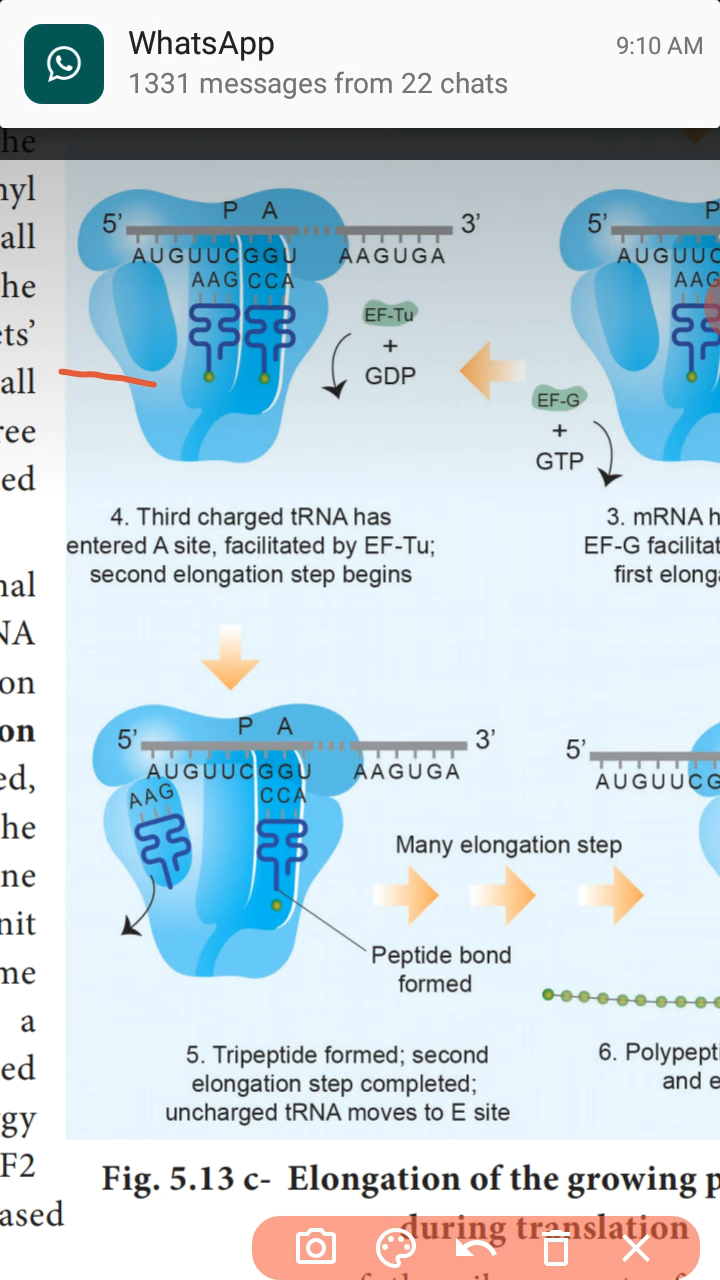 WhatsApp
9:10 AM
1331 messages from 22 chats
he
nyl
all
he
ets’
all
ree
ed
nal
NA
on
on
ed,
he
ne
nit
me
a
ed
gy
F2
ased
P A
5’
3’
AUGUUCGGU
AAGUGA
AAG CCA
EF-Tu
+
GDP
4. Third charged tRNA has
entered A site, facilitated by EF-Tu;
second elongation step begins
P
5’
AUGUUC
AAG
EF-G
+
GTP
3. mRNA h
EF-G facilitat
first elong
P A
5’
3’
AUGUUCGGU
AAGUGA
AAG
CCA
Many elongation step
Peptide bond
formed
5. Tripeptide formed; second
elongation step completed;
uncharged tRNA moves to E site
5’
AUGUUCG
6. Polypepti
and e
Fig. 5.13 c- Elongation of the growing p
during translation